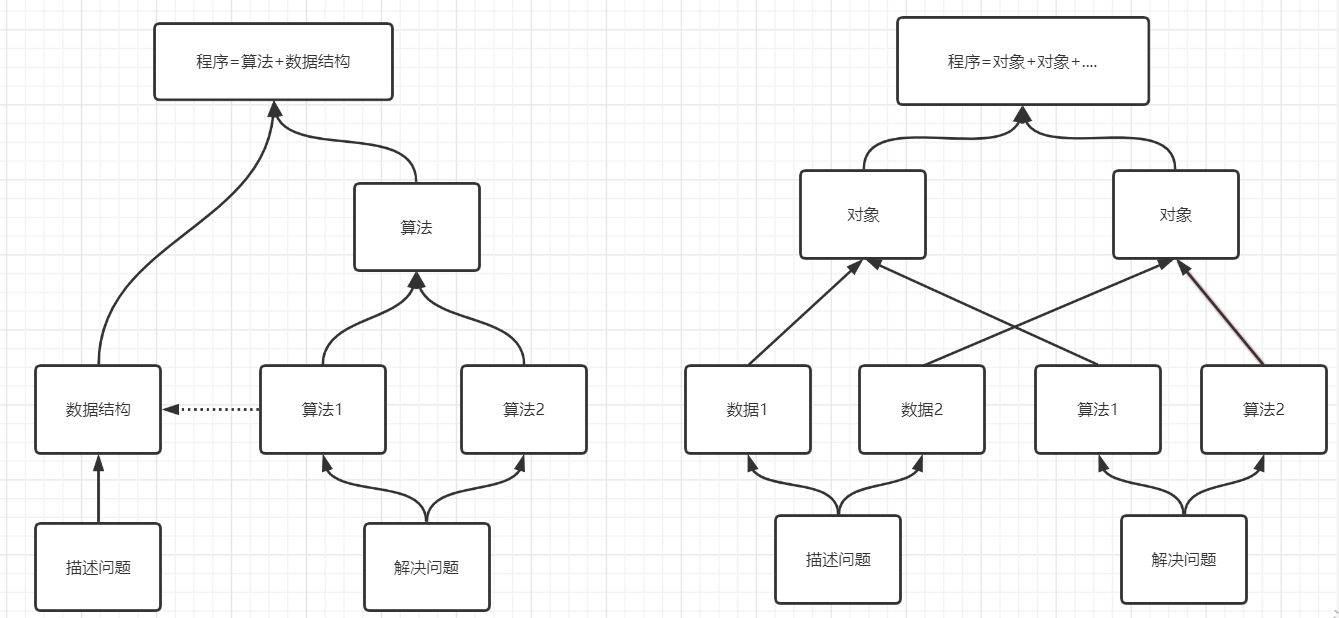 程序=算法+数据结构
算法
数据结构
算法1
算法2
描述问题
解决问题
程序=对象+对象+....
对象
对象
数据1
数据2
算法1
算法2
描述问题
解决问题